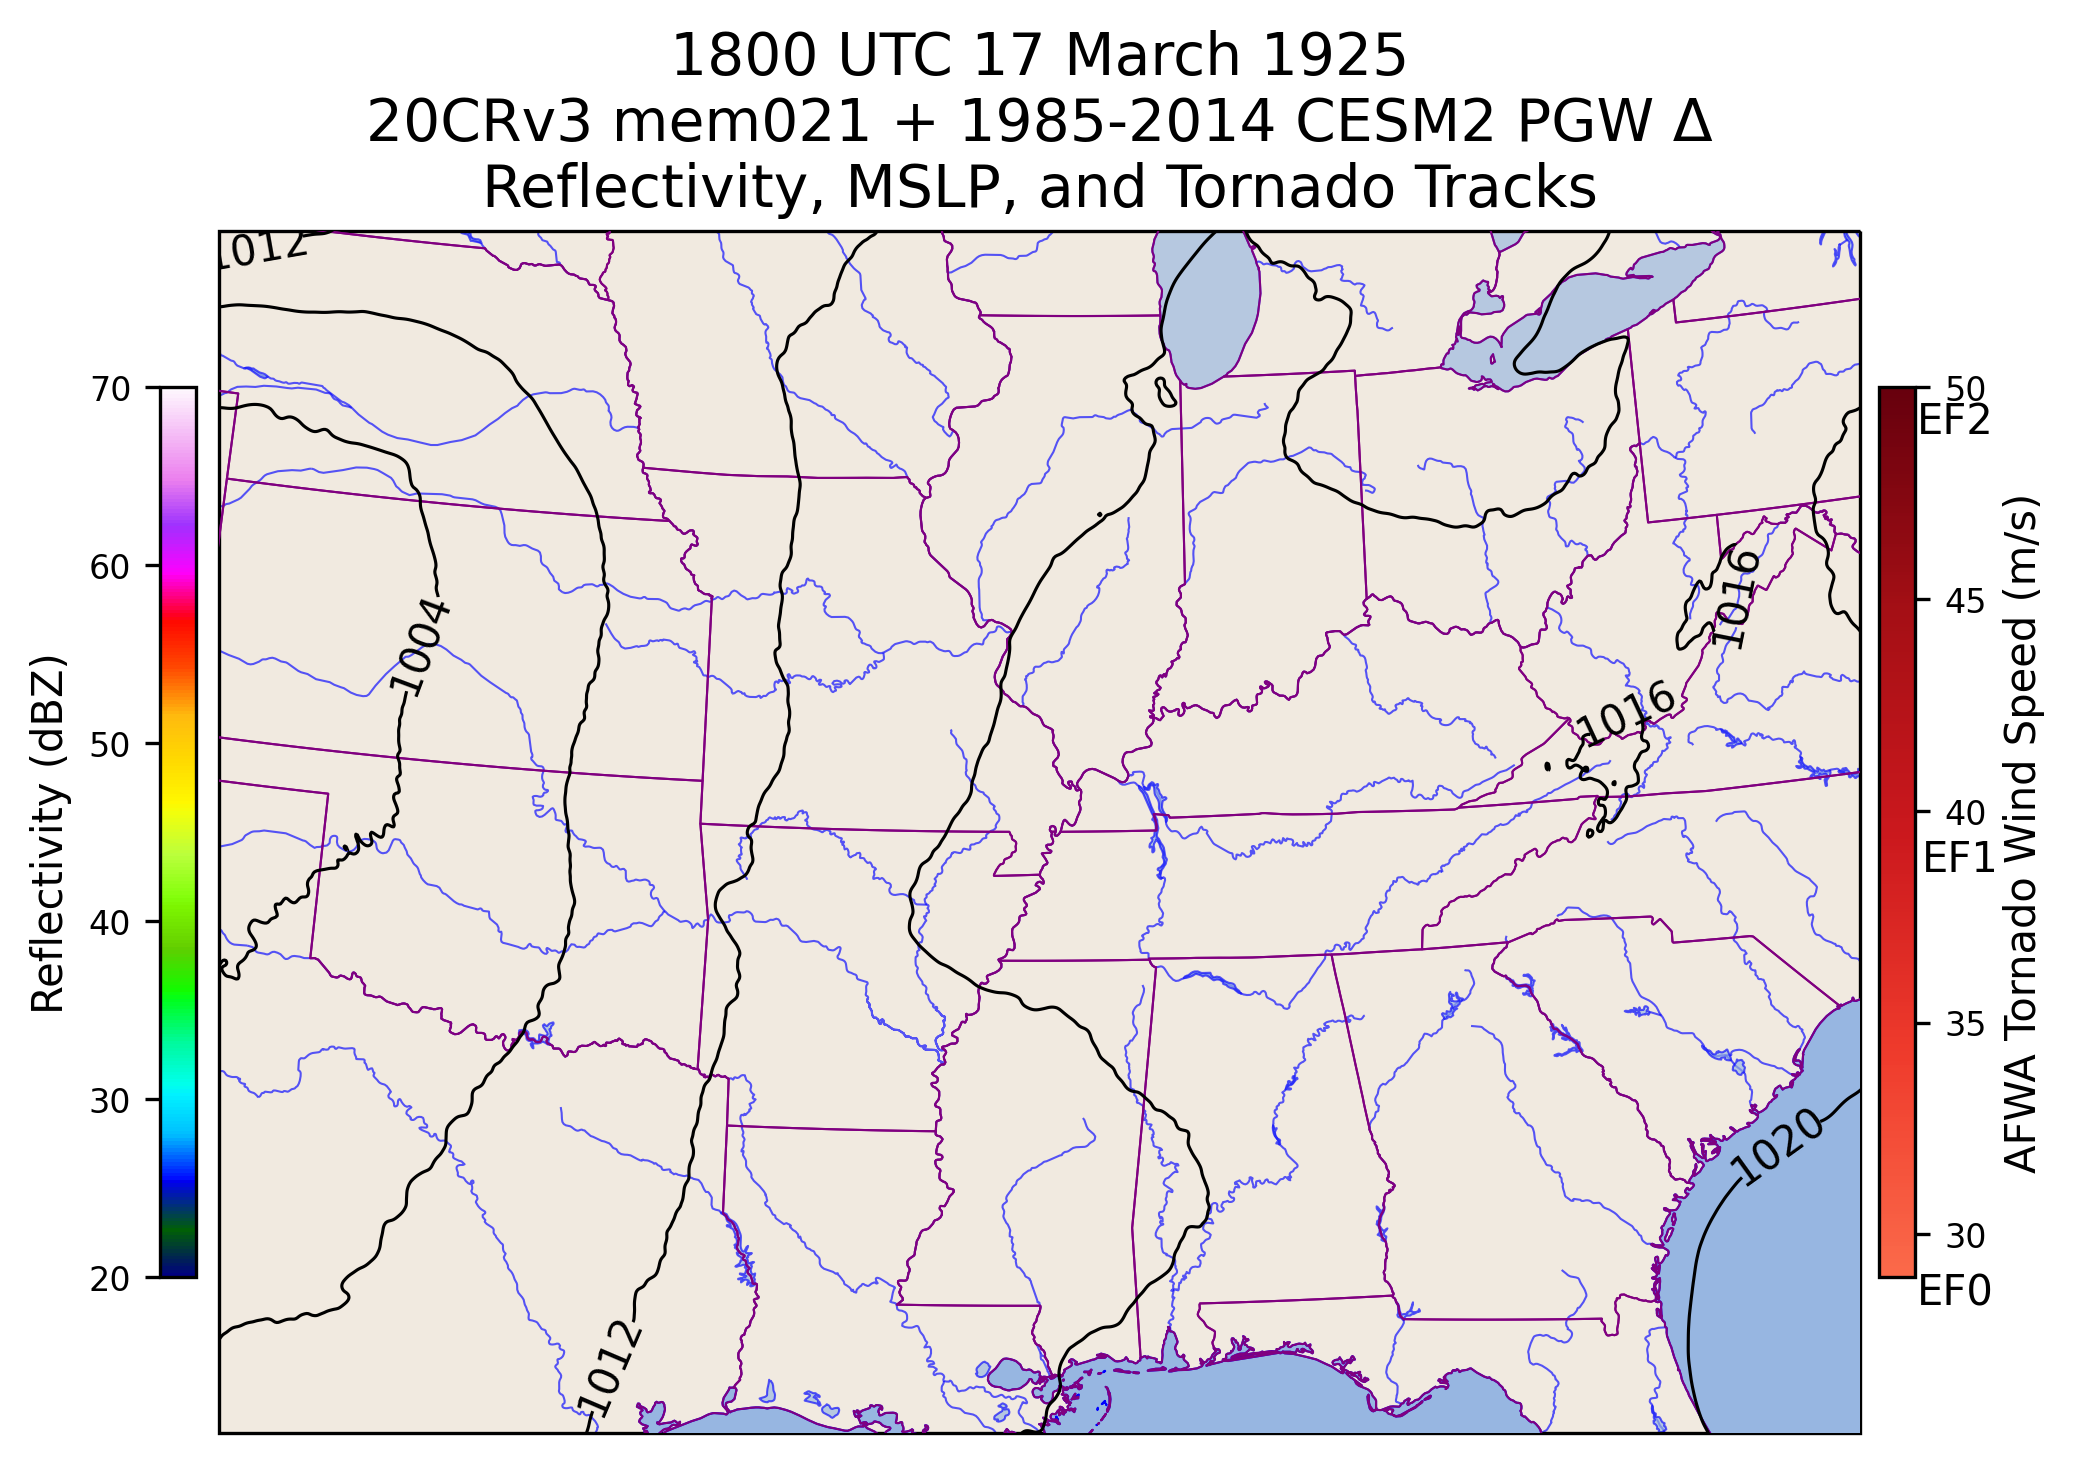 1800 UTC 17 March 1925
20CRv3 mem021 + 1985-2014 CESM2 PGW Δ
Reflectivity, MSLP, and Tornado Tracks
1012
1004
1016
1016
1020
1012
70
60
50
40
30
20
Reflectivity (dBZ)
50
EF2
45
40
EF1
35
30
EF0
AFWA Tornado Wind Speed (m/s)